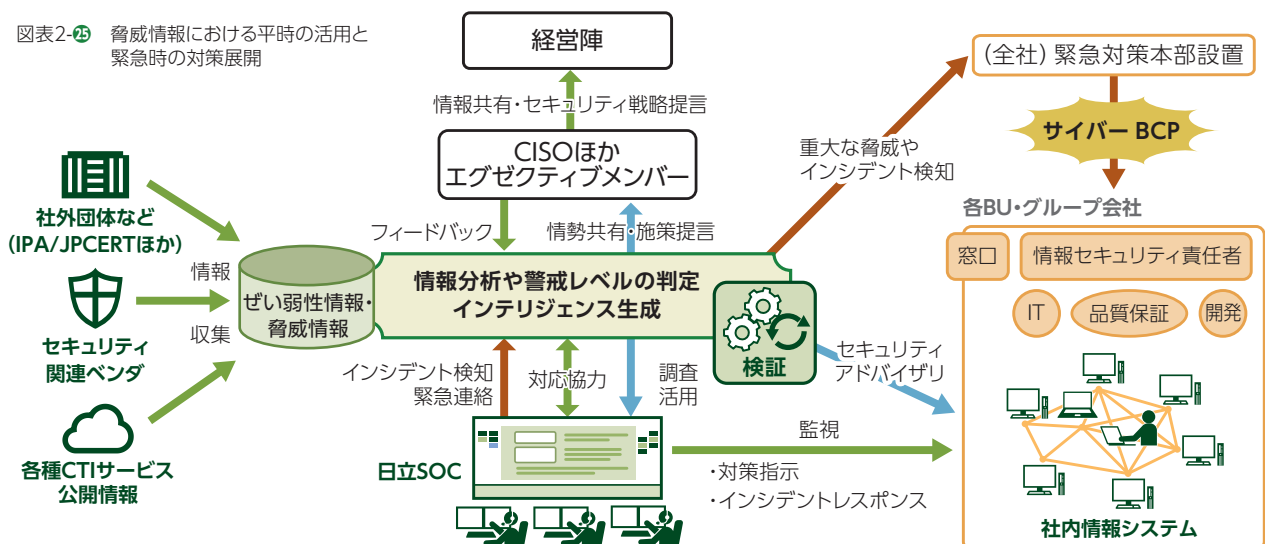 図表2-㉕ 脅威情報における平時の活用と
緊急時の対策展開
経営陣
(全社)緊急対策本部設置
情報共有・セキュリティ戦略提言
サイバー BCP
CISOほか
エグゼクティブメンバー
重大な脅威や
インシデント検知
社外団体など
(IPA/JPCERTほか)
フィードバック
情勢共有・施策提言
各BU・グループ会社
窓口
情報セキュリティ責任者
情報
収集
ぜい弱性情報・
脅威情報
情報分析や警戒レベルの判定
インテリジェンス生成
検証
IT
品質保証
開発
セキュリティ
関連ベンダ
インシデント検知
緊急連絡
対応協力
調査
活用
セキュリティ
アドバイザリ
各種CTIサービス
公開情報
日立SOC
監視
・対策指示
・インシデントレスポンス
社内情報システム